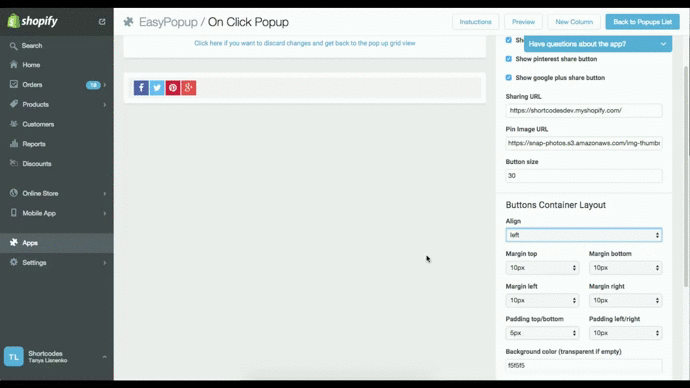 shopify
EasyPopup / On Click Popup
Instuctions
Preview
New Column
Back to Popups List
Search
Home
Orders
18
Products
Customers
Reports
Discounts
Online Store
Mobile App
Apps
Settings
TL
Shortcodes
Tanya Lisnenko
Click here if you want to discard changes and get back to the pop up grid view
Have questions about the app?
Show pinterest share button
Show google plus share button
Sharing URL
https://shortcodesdev.myshopify.com/
Pin Image URL
https://snap-photos.s3.amazonaws.com/img-thumbs
Button size
30
Buttons Container Layout
Align
left
Margin top
Margin bottom
10px
10px
Margin left
Margin right
10px
10px
Padding top/bottom
Padding left/right
5px
10px
Background color (transparent if empty)
f5f5f5